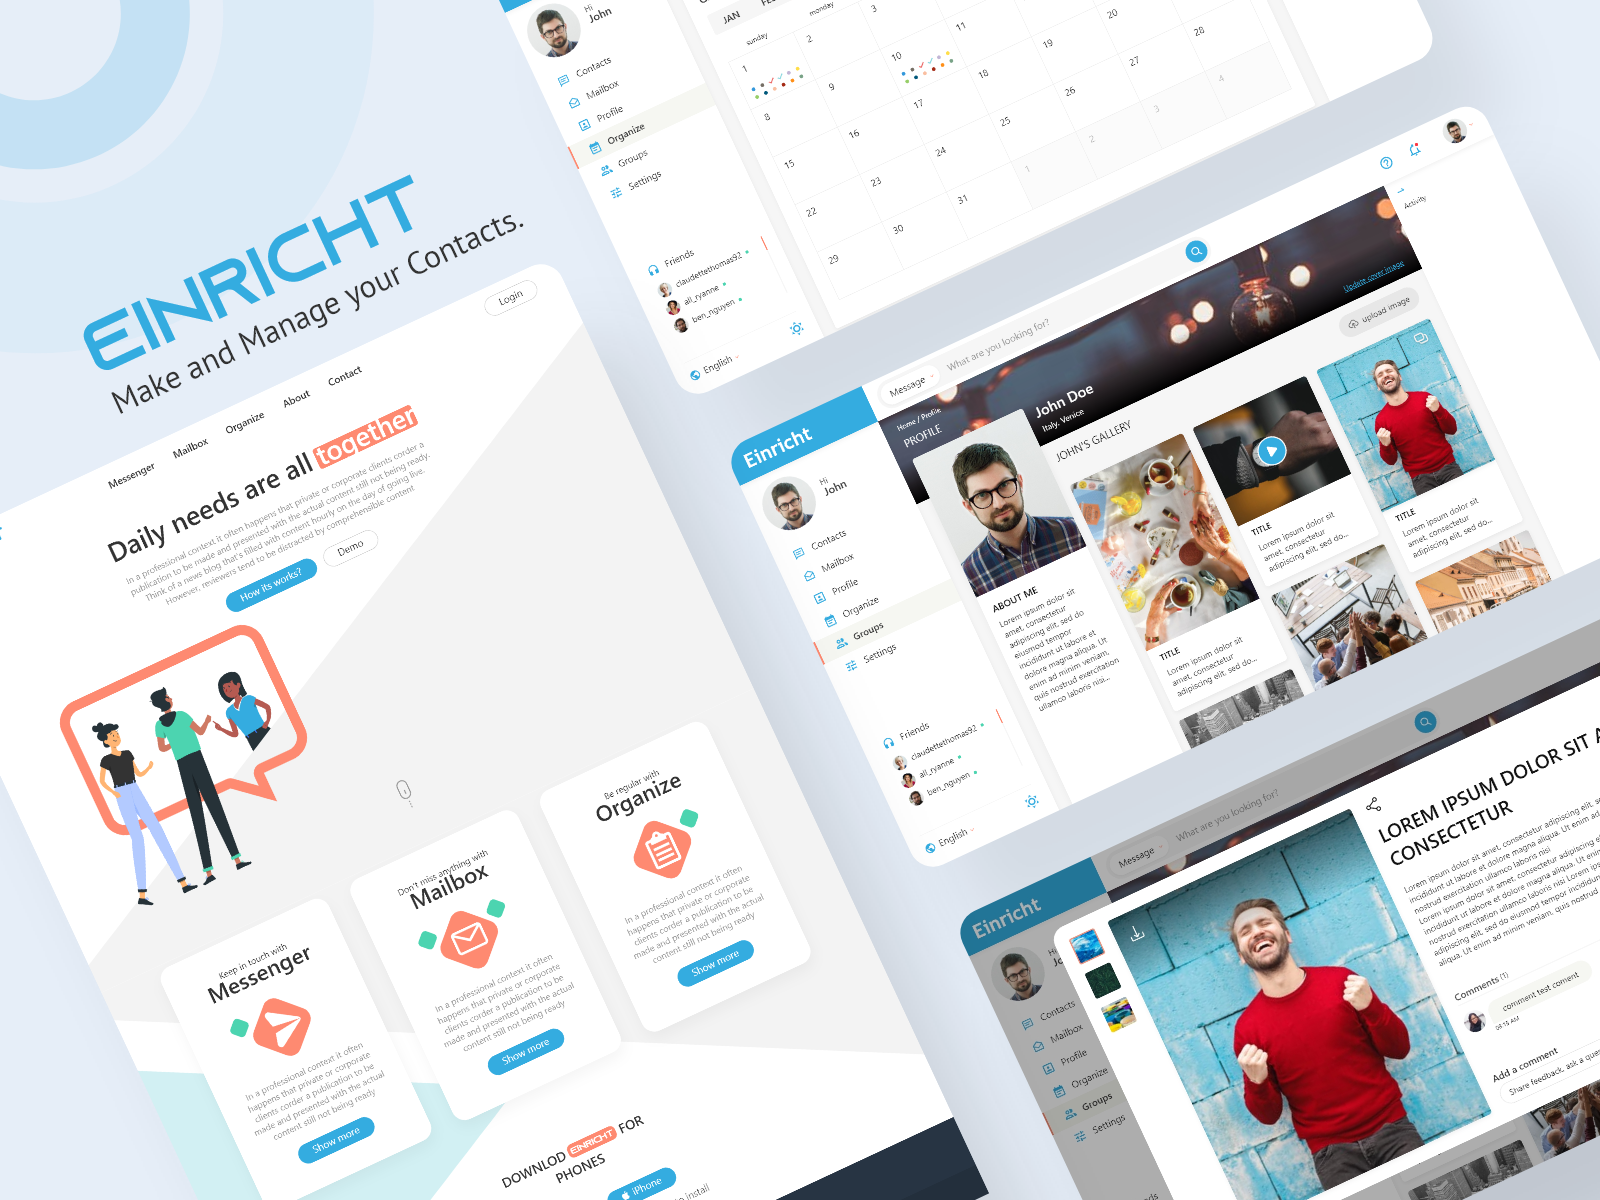 EINRICHT
Make and Manage your Contacts.
Login
Messenger
Mailbox
Organize
About
Contact
Daily needs are all together
In a professional context it often happens that private or corporate clients corder a
publication to be made and presented with the actual content still not being ready.
Think of a news blog that's filled with content hourly on the day of going live.
However, reviewers tend to be distracted by comprehensible content
How its works?
Demo
Keep in touch with
Messenger
In a professional context it often
happens that private or corporate
clients corder a publication to be
made and presented with the actual
content still not being ready
Show more
Don't miss anything with
Mailbox
In a professional context it often
happens that private or corporate
clients corder a publication to be
made and presented with the actual
content still not being ready
Show more
Be regular with
Organize
In a professional context it often
happens that private or corporate
clients corder a publication to be
made and presented with the actual
content still not being ready
Show more
DOWNLOD EINRICHT FOR
PHONES
iPhone
install
Hi
John
Contacts
Mailbox
Profile
Organize
Groups
Settings
Friends
claudettethomas92
ali_ryanne
ben_nguyen
English
JAN
sunday
monday
1
2
3
8
9
10
11
15
16
17
18
19
20
22
23
24
25
26
27
28
29
30
31
1
2
3
4
Einricht
Message
What are you looking for?
Activity
Hi
John
Contacts
Mailbox
Profile
Organize
Groups
Settings
Friends
claudettethomas92
ali_ryanne
ben_nguyen
English
Home / Profile
PROFILE
John Doe
Italy, Venice
Update cover image
JOHN'S GALLERY
upload image
ABOUT ME
Lorem ipsum dolor sit
amet, consectetur
adipiscing elit, sed do
eiusmod tempor
incididunt ut labore et
dolore magna aliqua. Ut
enim ad minim veniam,
quis nostrud exercitation
ullamco laboris nisi...
TITLE
Lorem ipsum dolor sit
amet, consectetur
adipiscing elit, sed do...
TITLE
Lorem ipsum dolor sit
amet, consectetur
adipiscing elit, sed do...
TITLE
Lorem ipsum dolor sit
amet, consectetur
adipiscing elit, sed do...
Einricht
Message
What are you looking for?
Contacts
Mailbox
Profile
Organize
Groups
Settings
LOREM IPSUM DOLOR SIT A
CONSECTETUR
Lorem ipsum dolor sit amet, consectetur adipiscing elit, se
incididunt ut labore et dolore magna aliqua. Ut enim ad
nostrud exercitation ullamco laboris nisi
Lorem ipsum dolor sit amet, consectetur adipiscing e
incididunt ut labore et dolore magna aliqua. Ut enim
nostrud exercitation ullamco laboris nisi Lorem ips
adipiscing elit, sed do eiusmod tempor incididun
aliqua. Ut enim ad minim veniam, quis nostrud
Comments (1)
comment test coment
08:15 AM
Add a comment
Share feedback, ask a que